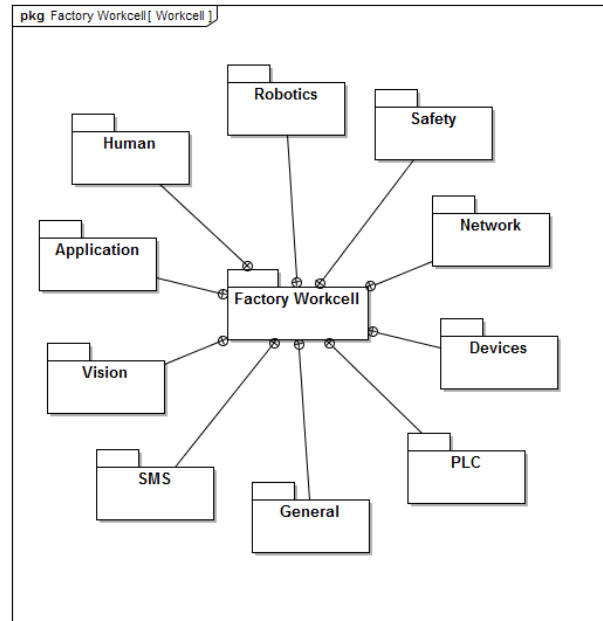 pkg Factory Workcell[ Workcell ]
Robotics
Safety
Human
Network
Application
Factory Workcell
Devices
Vision
PLC
SMS
General